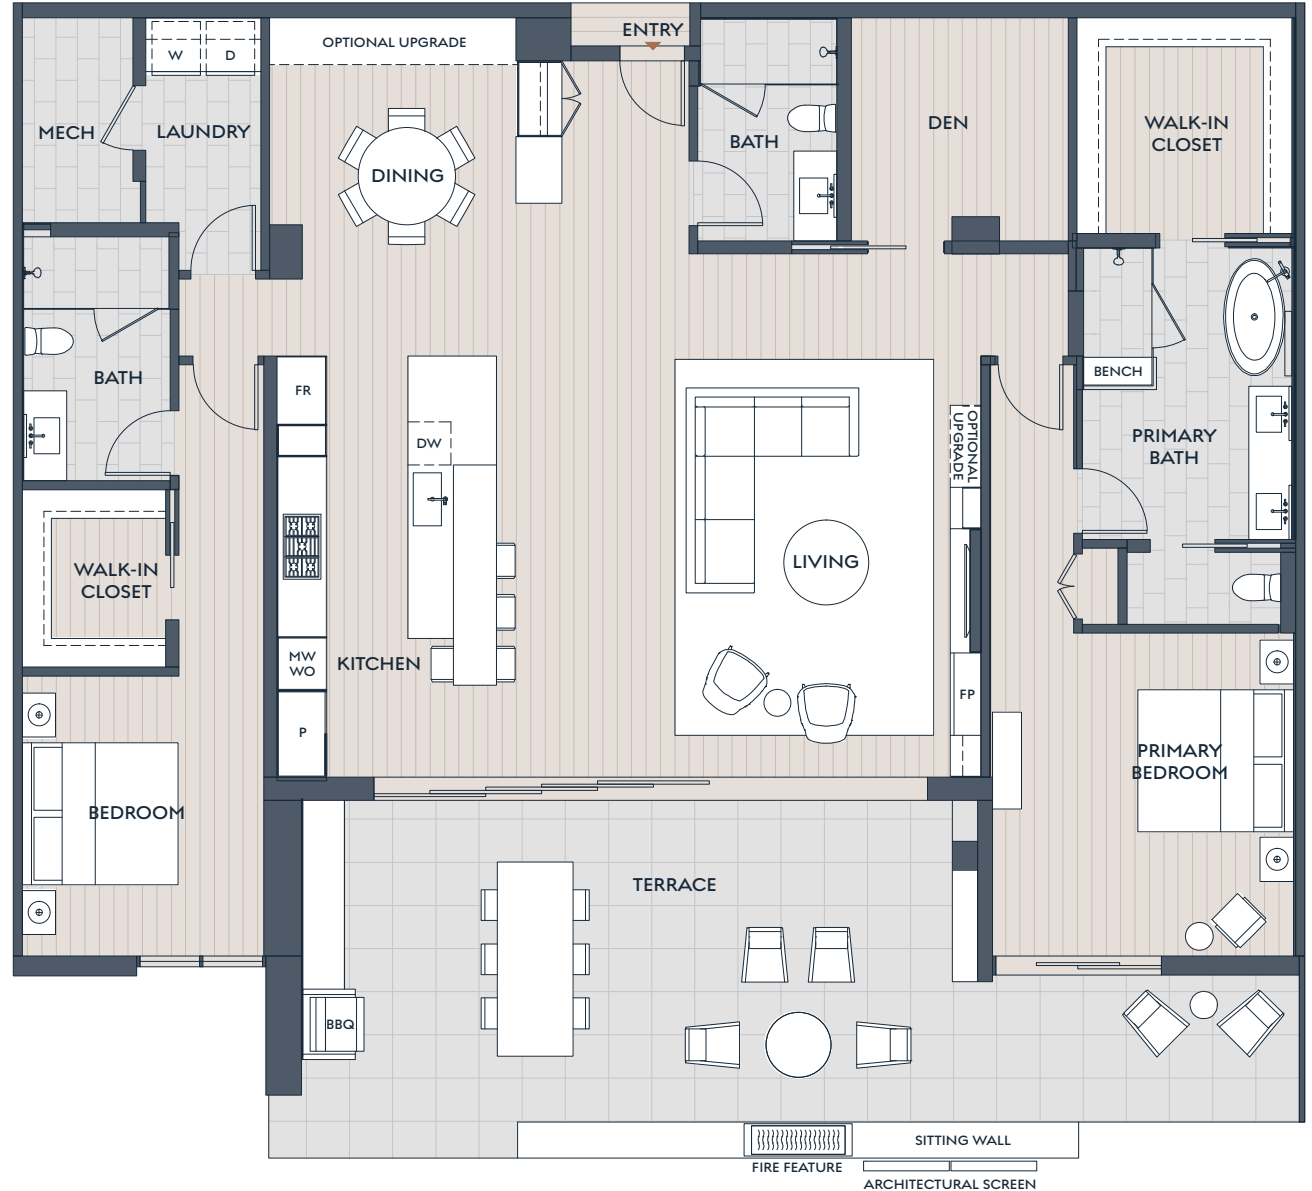 ENTRY
OPTIONAL UPGRADE
W
D
MECH
LAUNDRY
DINING
BATH
DEN
WALK-IN
CLOSET
BATH
FR
DW
BENCH
OPTIONAL
UPGRADE
PRIMARY
BATH
WALK-IN
CLOSET
LIVING
MW
WO
KITCHEN
FP
P
PRIMARY
BEDROOM
BEDROOM
TERRACE
BBQ
SITTING WALL
FIRE FEATURE
ARCHITECTURAL SCREEN